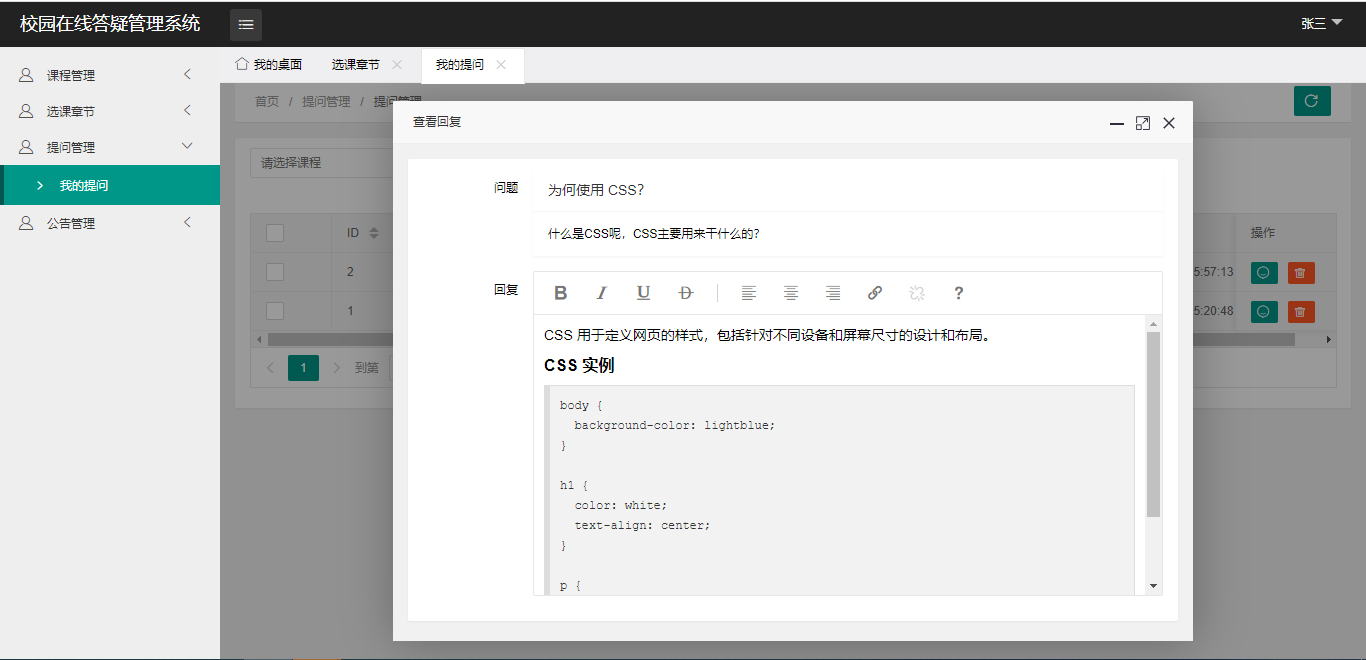 校园在线答疑管理系统
张三
课程管理
选课章节
提问管理
我的提问
公告管理
我的桌面
选课章节
我的提问
首页 / 提问管理 / 提问管理
请选择课程
ID
操作
2
5:57:13
1
5:20:48
1
到第
查看回复
问题
为何使用 CSS?
什么是CSS呢，CSS主要用来干什么的?
回复
B I U D ?
CSS 用于定义网页的样式，包括针对不同设备和屏幕尺寸的设计和布局。
CSS 实例
body {
  background-color: lightblue;
}
h1 {
  color: white;
  text-align: center;
}
p {